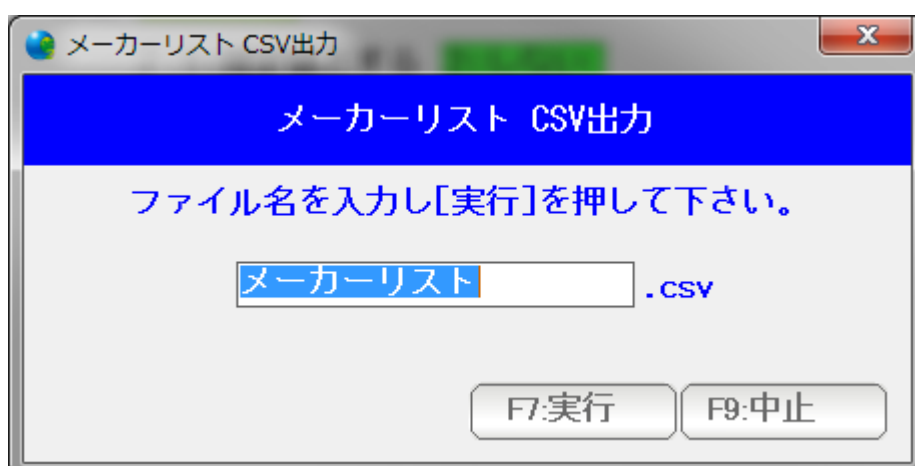 メーカーリスト CSV出力
メーカーリスト CSV出力
ファイル名を入力し[実行]を押して下さい。
メーカーリスト .csv
F7:実行 F9:中止